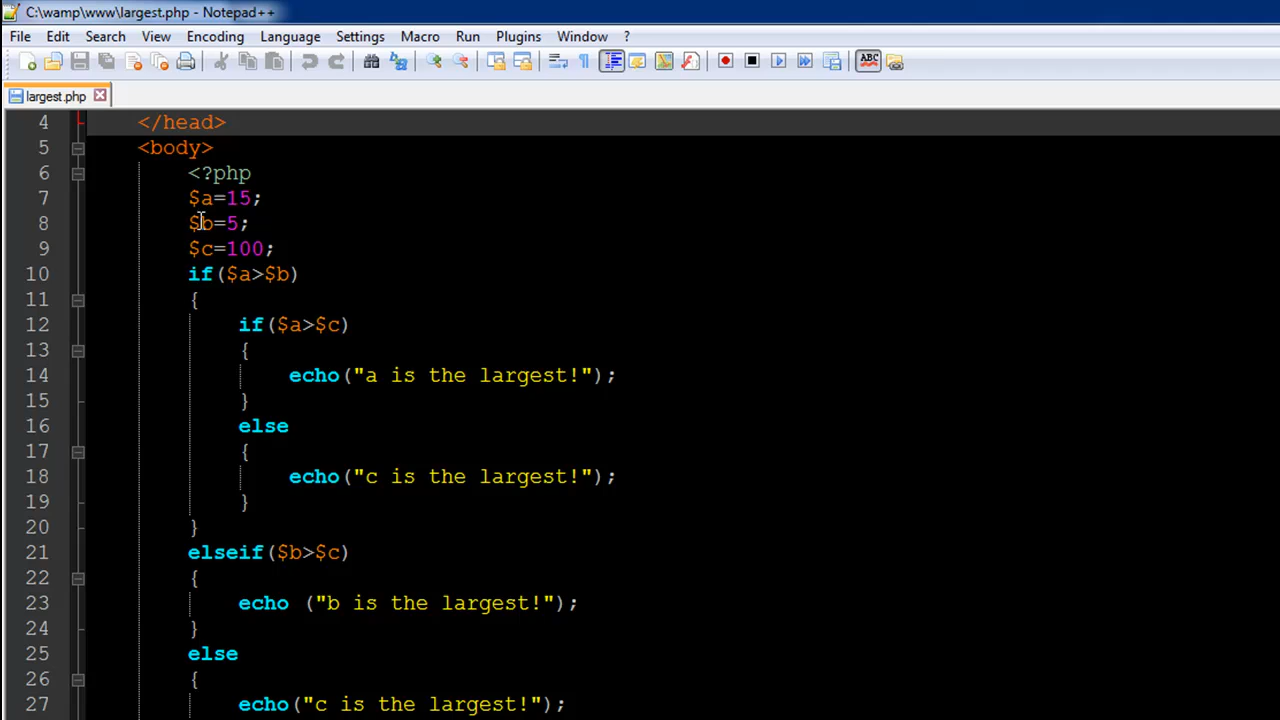 C:\wamp\www\largest.php - Notepad++
File Edit Search View Encoding Language Settings Macro Run Plugins Window ?
ABC
largest.php
4 </head>
5 <body>
6 <?php
7 $a=15;
8 $b=5;
9 $c=100;
10 if($a>$b)
11 {
12 if($a>$c)
13 {
14 echo("a is the largest!");
15 }
16 else
17 {
18 echo("c is the largest!");
19 }
20 }
21 elseif($b>$c)
22 {
23 echo ("b is the largest!");
24 }
25 else
26 {
27 echo("c is the largest!");